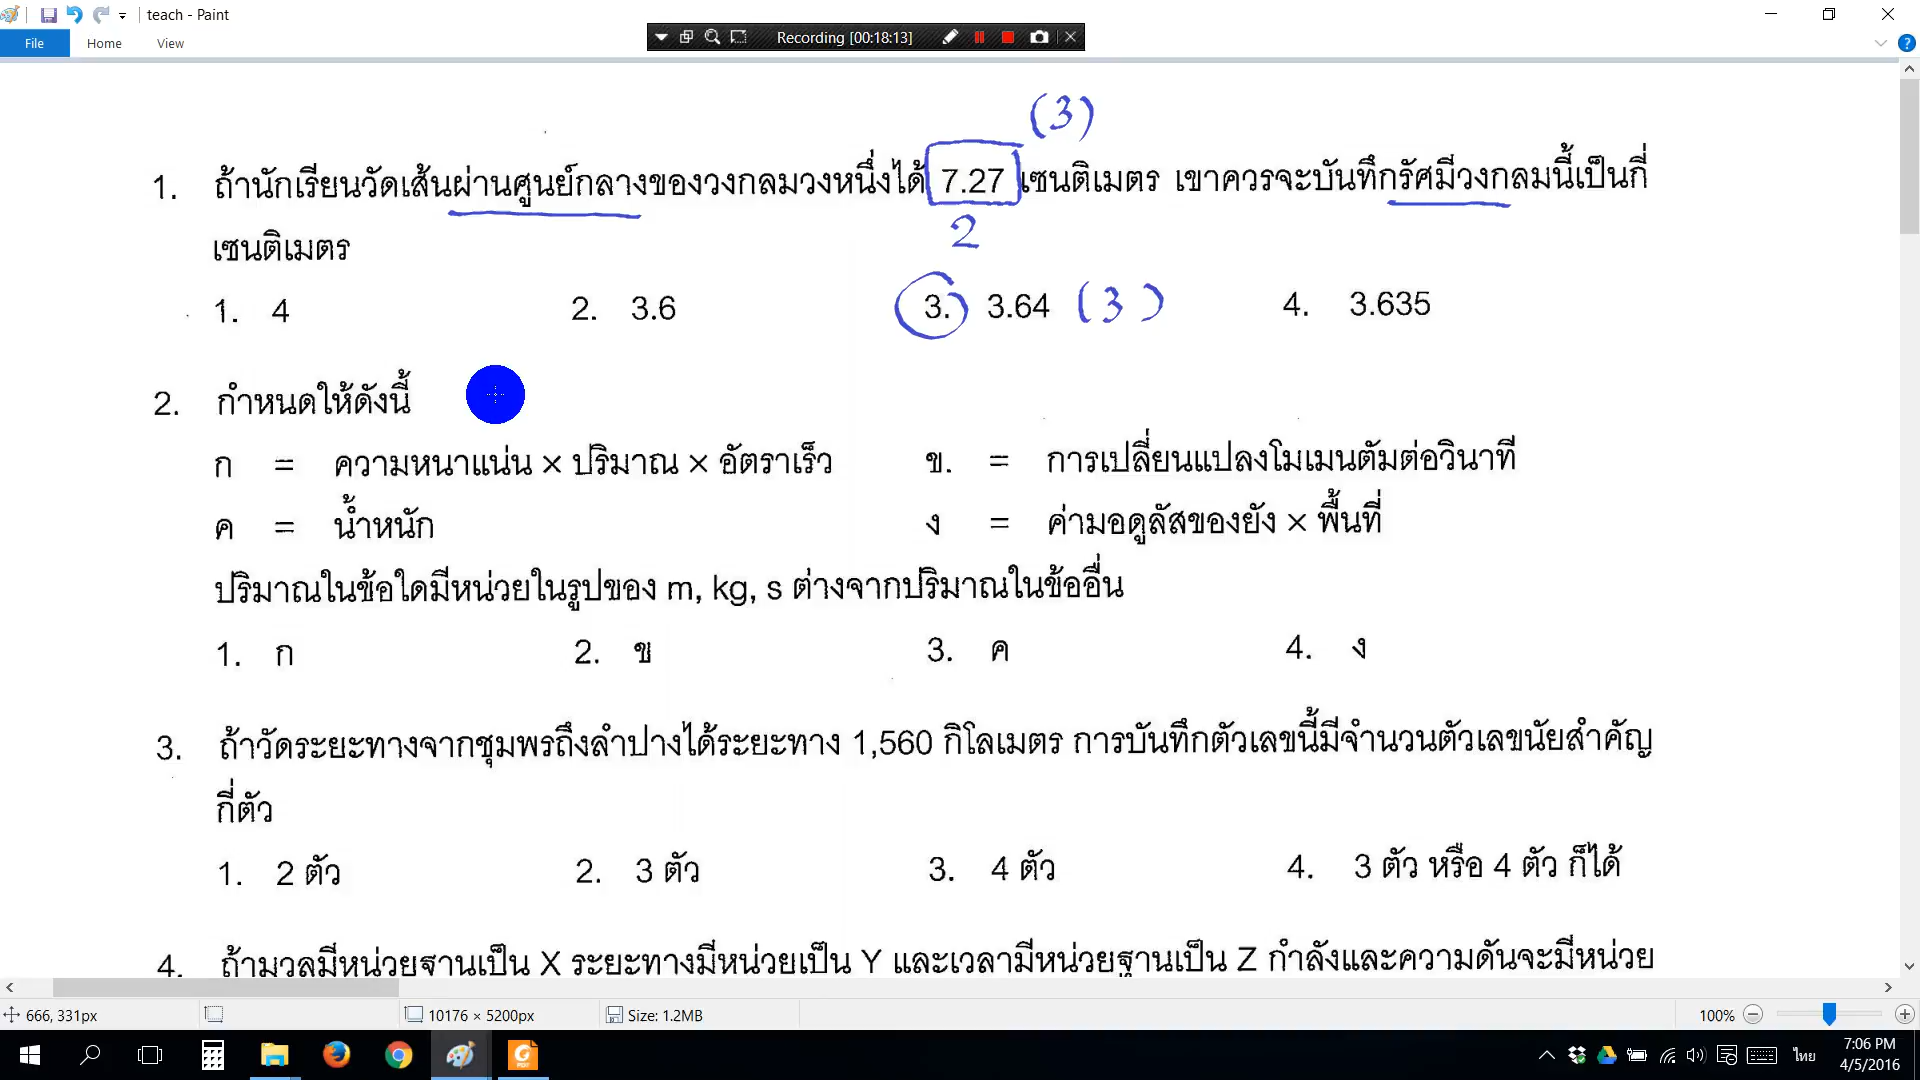 teach - Paint
File Home View
Recording [00:18:13]
(3)
1. ถ้านักเรียนวัดเส้นผ่านศูนย์กลางของวงกลมวงหนึ่งได้ 7.27 เซนติเมตร เขาควรจะบันทึกรัศมีวงกลมนี้เป็นกี่
2
เซนติเมตร
1. 4 2. 3.6 3. 3.64 (3) 4. 3.635
2. กำหนดให้ดังนี้
ก = ความหนาแน่น × ปริมาณ × อัตราเร็ว ข. = การเปลี่ยนแปลงโมเมนตัมต่อวินาที
ค = น้ำหนัก ง = ค่ามอดูลัสของยัง × พื้นที่
ปริมาณในข้อใดมีหน่วยในรูปของ m, kg, s ต่างจากปริมาณในข้ออื่น
1. ก 2. ข 3. ค 4. ง
3. ถ้าวัดระยะทางจากชุมพรถึงลำปางได้ระยะทาง 1,560 กิโลเมตร การบันทึกตัวเลขนี้มีจำนวนตัวเลขนัยสำคัญ
กี่ตัว
1. 2 ตัว 2. 3 ตัว 3. 4 ตัว 4. 3 ตัว หรือ 4 ตัว ก็ได้
4. ถ้ามวลมีหน่วยฐานเป็น X ระยะทางมีหน่วยเป็น Y และเวลามีหน่วยฐานเป็น Z กำลังและความดันจะมีหน่วย
666, 331px 10176 × 5200px Size: 1.2MB 100%
ไทย 7:06 PM
4/5/2016